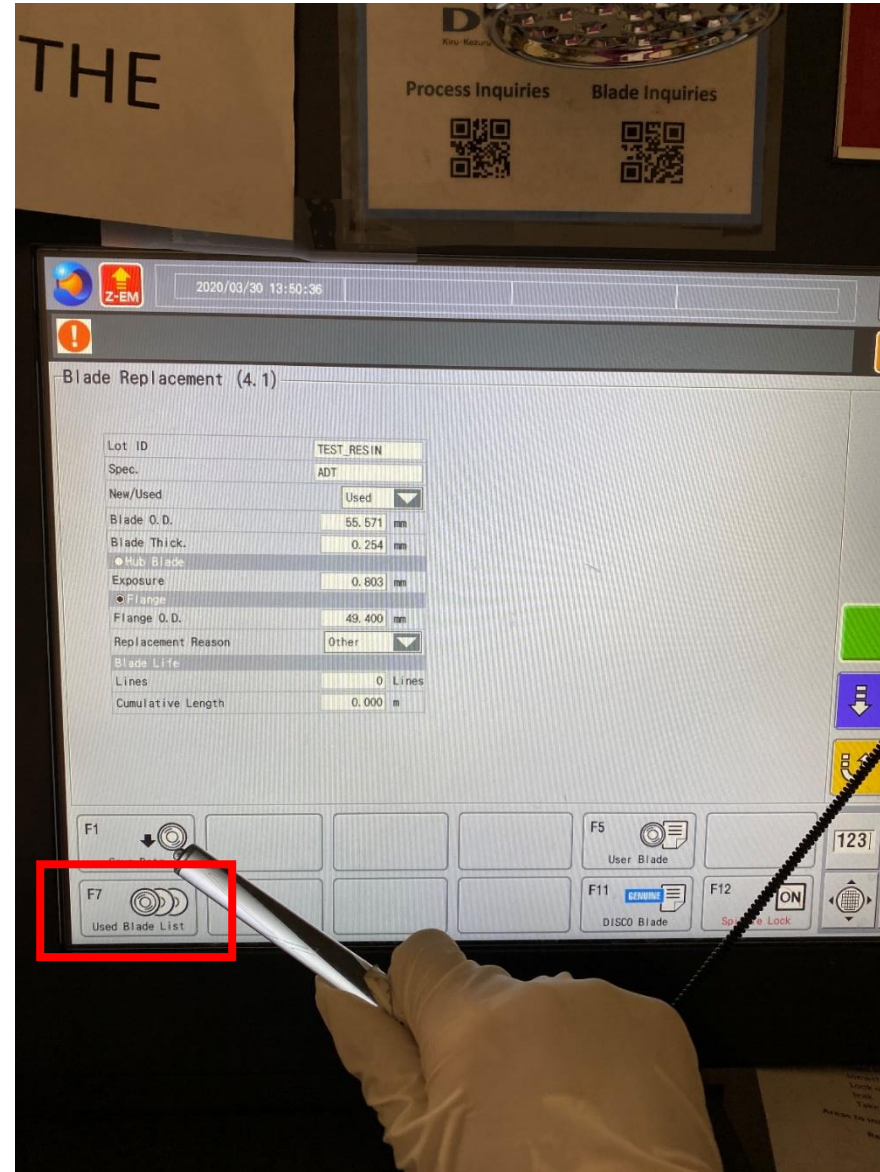 THE
D
Kiru·Kezuru
Process Inquiries Blade Inquiries
Z-EM 2020/03/30 13:50:36
!
Blade Replacement (4.1)
Lot ID TEST_RESIN
Spec. ADT
New/Used Used
Blade O.D. 55.571 mm
Blade Thick. 0.254 mm
Hub Blade
Exposure 0.803 mm
Flange
Flange O.D. 49.400 mm
Replacement Reason Other
Blade Life
Lines 0 Lines
Cumulative Length 0.000 m
F1 F5
User Blade
123
F7 F11 GENUINE F12 ON
Used Blade List DISCO Blade Lock